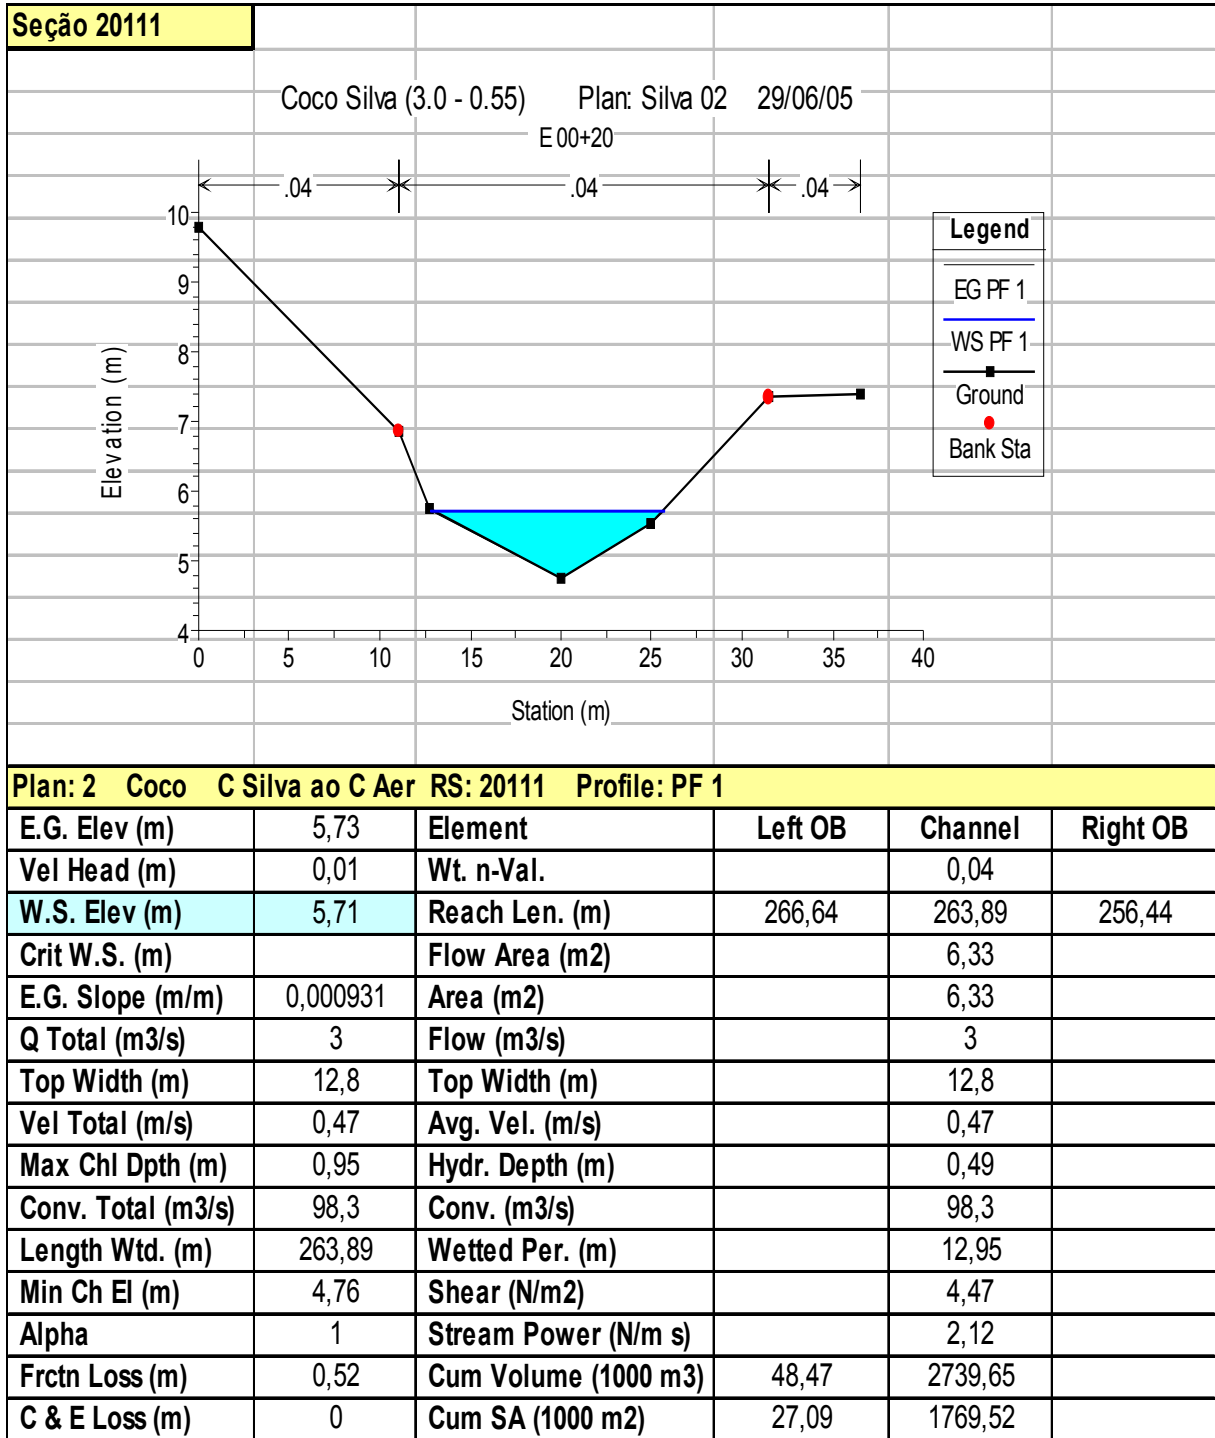 Seção 20111
Coco Silva (3.0 - 0.55) Plan: Silva 02 29/06/05
E 00+20
.04 .04 .04
10
9
8
7
6
5
4
Elevation (m)
0 5 10 15 20 25 30 35 40
Station (m)
Legend
EG PF 1
WS PF 1
Ground
Bank Sta
Plan: 2 Coco C Silva ao C Aer RS: 20111 Profile: PF 1
E.G. Elev (m) 5,73 Element Left OB Channel Right OB
Vel Head (m) 0,01 Wt. n-Val. 0,04
W.S. Elev (m) 5,71 Reach Len. (m) 266,64 263,89 256,44
Crit W.S. (m) Flow Area (m2) 6,33
E.G. Slope (m/m) 0,000931 Area (m2) 6,33
Q Total (m3/s) 3 Flow (m3/s) 3
Top Width (m) 12,8 Top Width (m) 12,8
Vel Total (m/s) 0,47 Avg. Vel. (m/s) 0,47
Max Chl Dpth (m) 0,95 Hydr. Depth (m) 0,49
Conv. Total (m3/s) 98,3 Conv. (m3/s) 98,3
Length Wtd. (m) 263,89 Wetted Per. (m) 12,95
Min Ch El (m) 4,76 Shear (N/m2) 4,47
Alpha 1 Stream Power (N/m s) 2,12
Frctn Loss (m) 0,52 Cum Volume (1000 m3) 48,47 2739,65
C & E Loss (m) 0 Cum SA (1000 m2) 27,09 1769,52